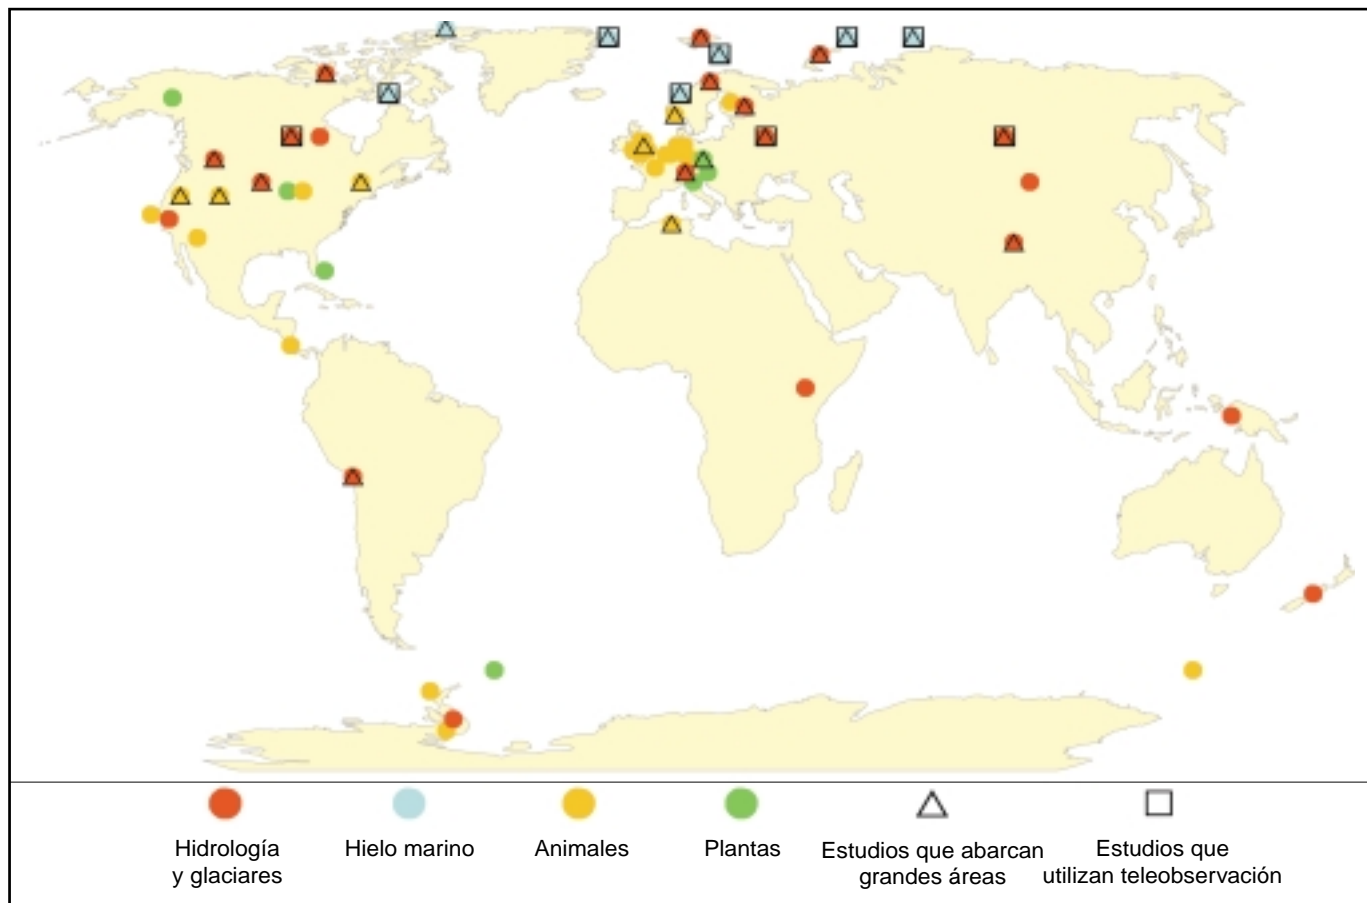 Hidrología
y glaciares
Hielo marino
Animales
Plantas
Estudios que abarcan
grandes áreas
Estudios que
utilizan teleobservación